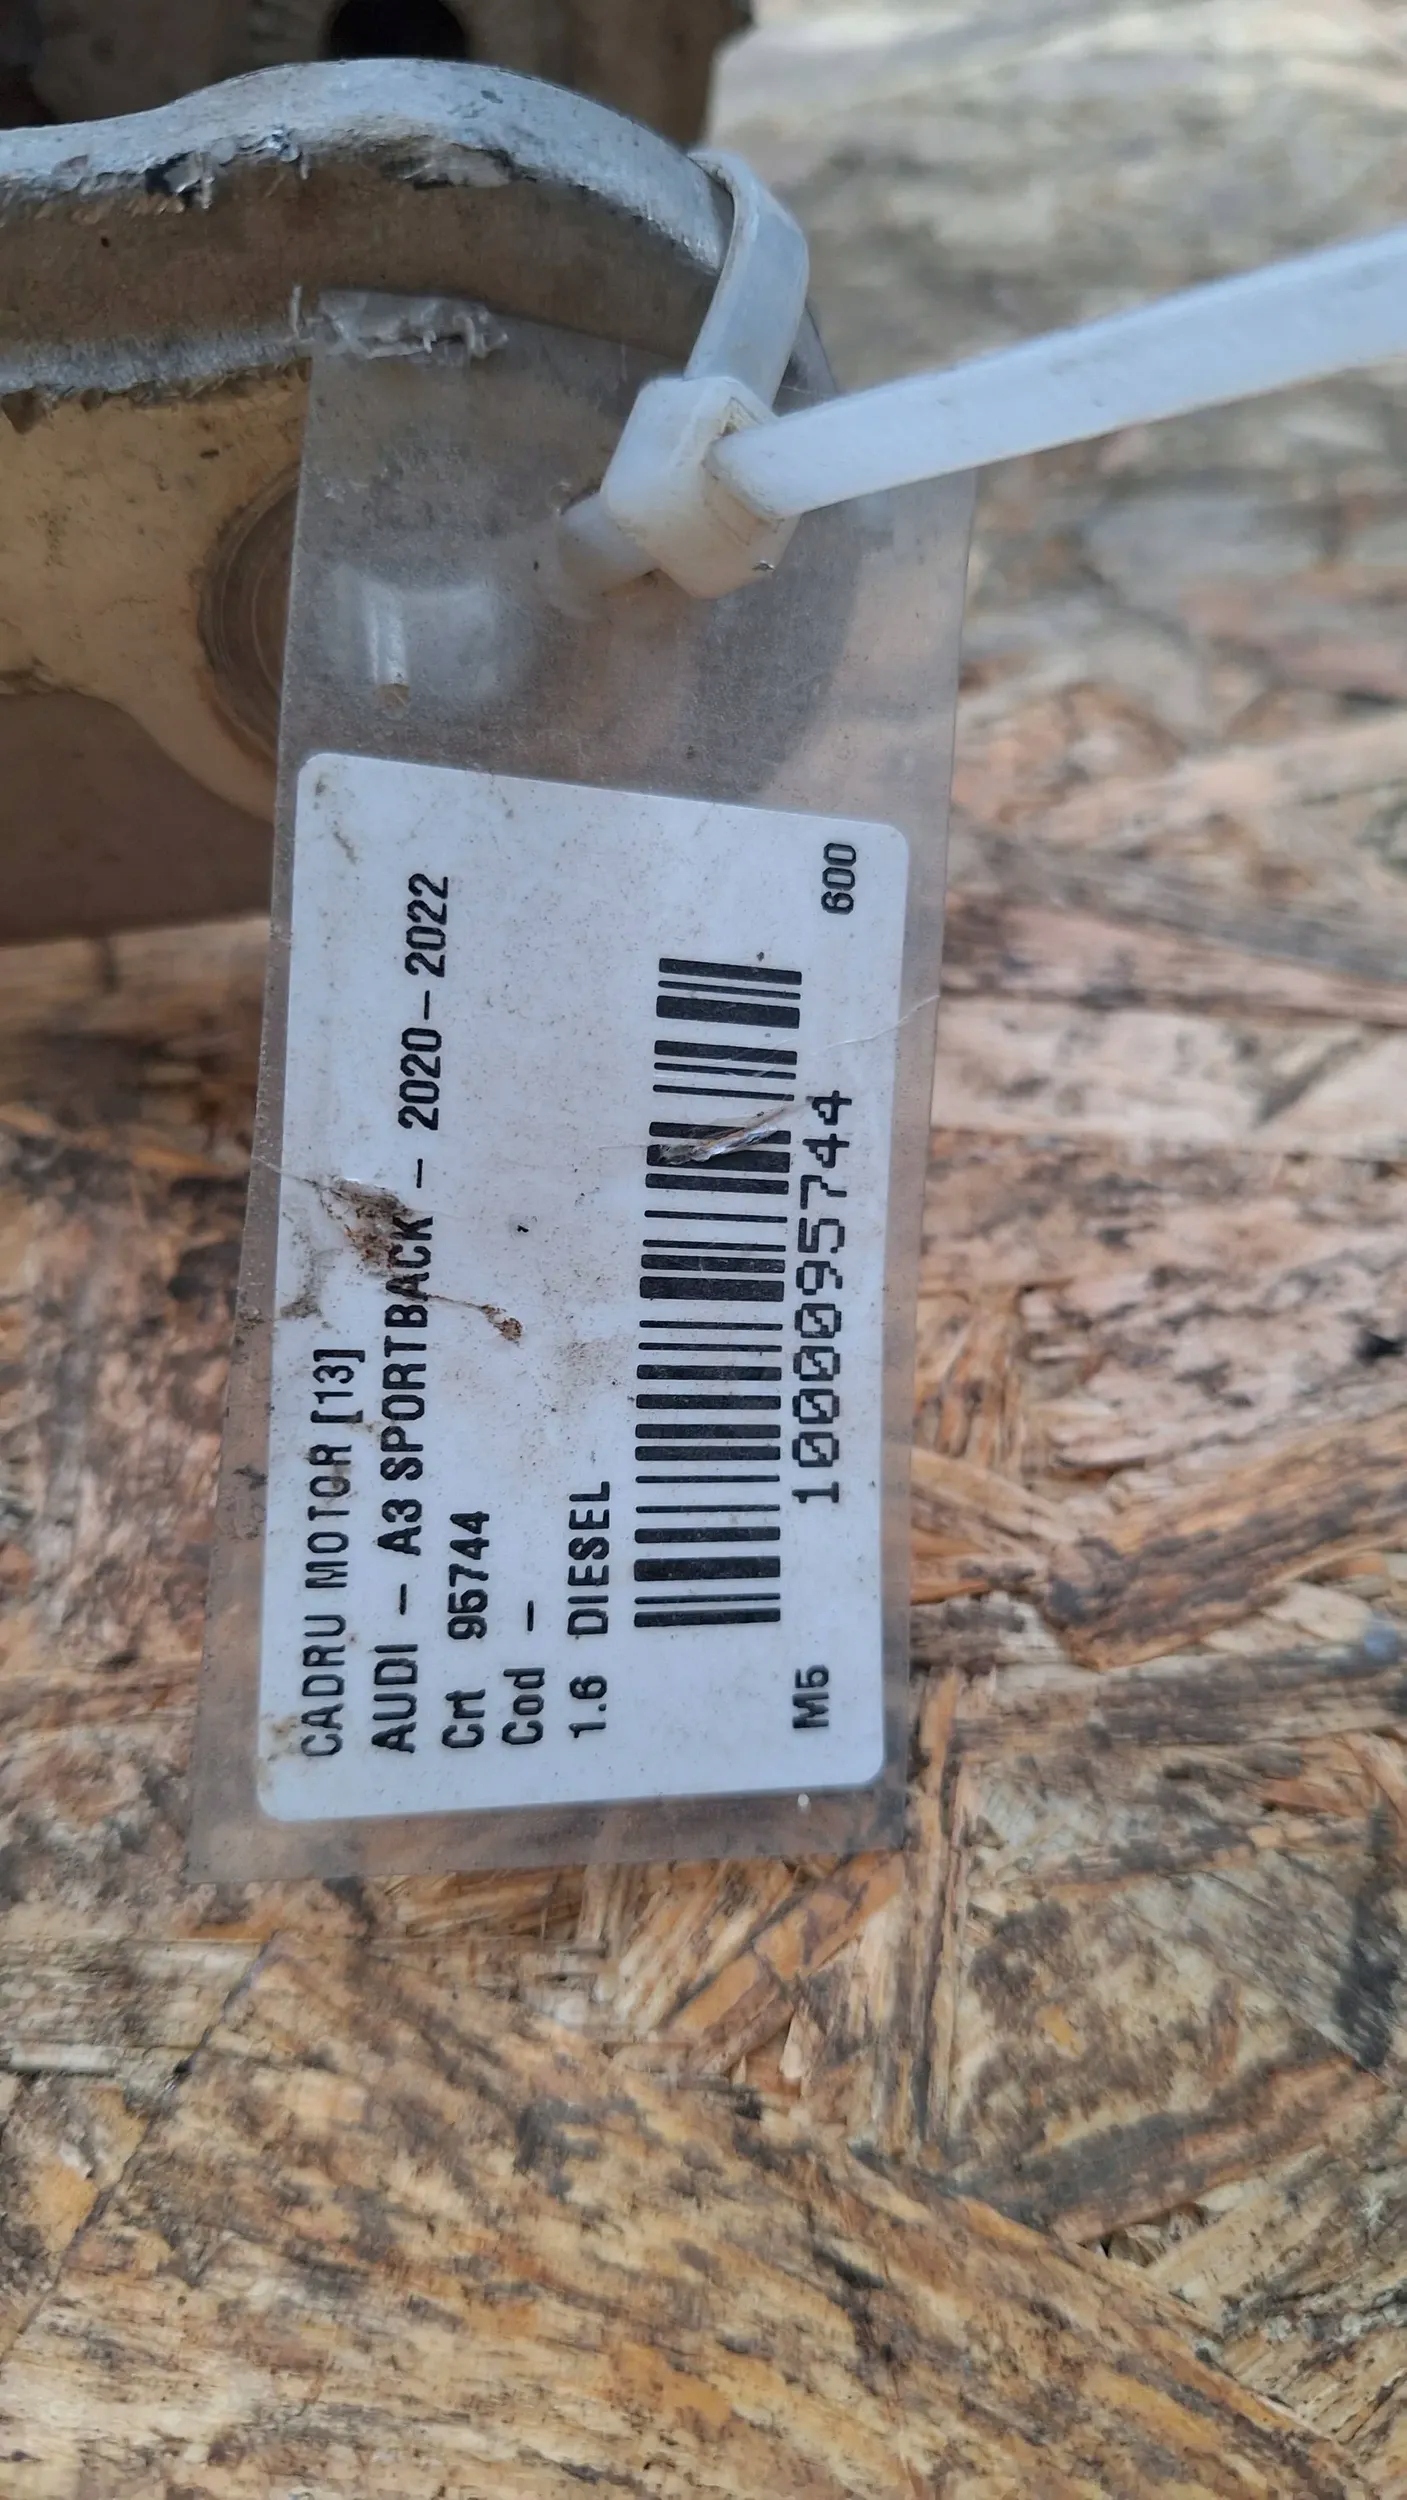 CADRU MOTOR [13]
AUDI - A3 SPORTBACK - 2020-2022
Crt 95744
Cod -
1.6 DIESEL
1000095744
M5 600